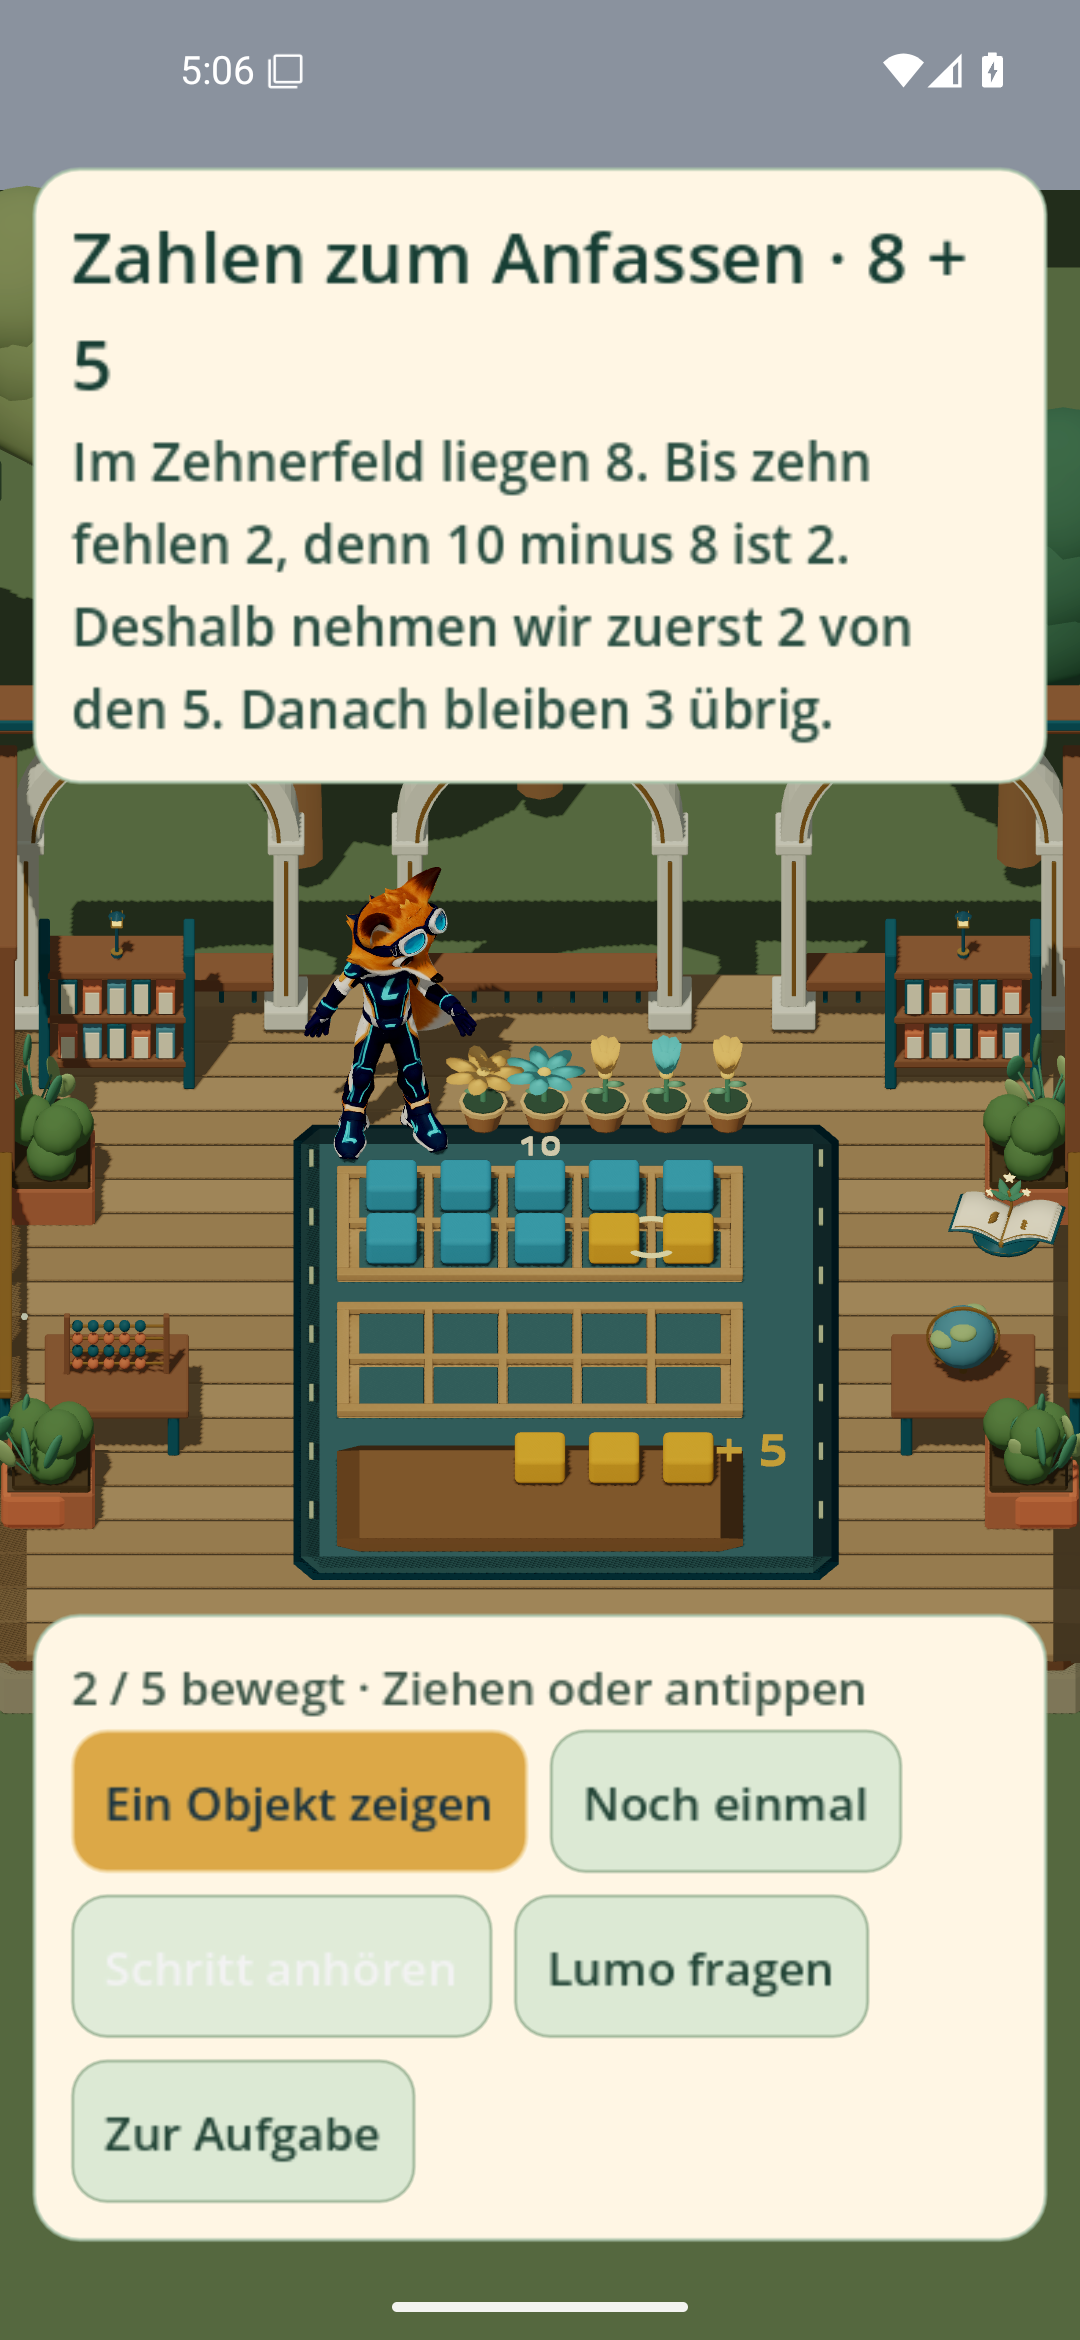 5:06
Zahlen zum Anfassen · 8 +
5
Im Zehnerfeld liegen 8. Bis zehn
fehlen 2, denn 10 minus 8 ist 2.
Deshalb nehmen wir zuerst 2 von
den 5. Danach bleiben 3 übrig.
10
+ 5
2 / 5 bewegt · Ziehen oder antippen
Ein Objekt zeigen
Noch einmal
Schritt anhören
Lumo fragen
Zur Aufgabe